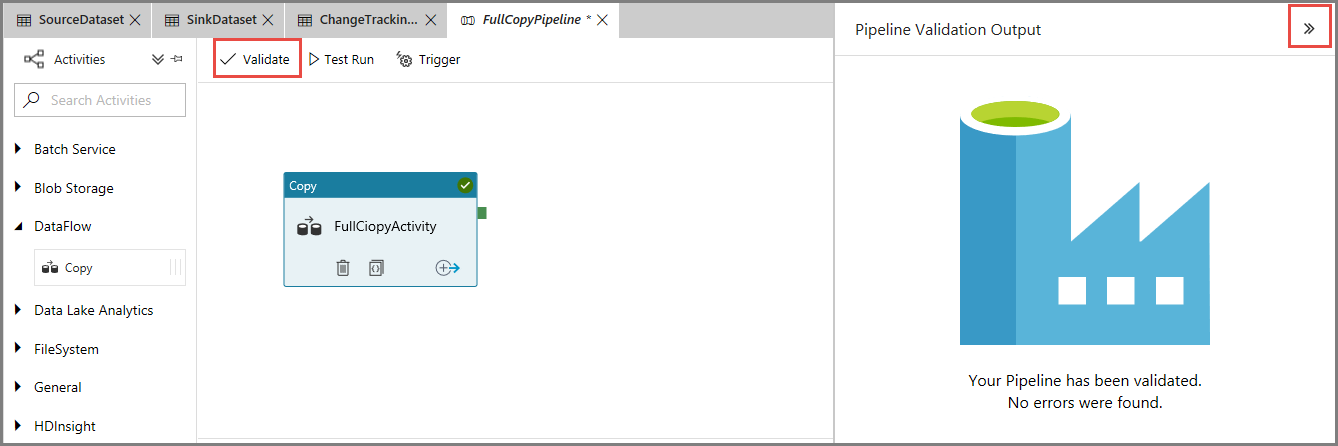 SourceDataset
SinkDataset
ChangeTrackin...
FullCopyPipeline *
Activities
Search Activities
Batch Service
Blob Storage
DataFlow
Copy
Data Lake Analytics
FileSystem
General
HDInsight
Validate
Test Run
Trigger
Copy
FullCiopyActivity
Pipeline Validation Output
Your Pipeline has been validated.
No errors were found.